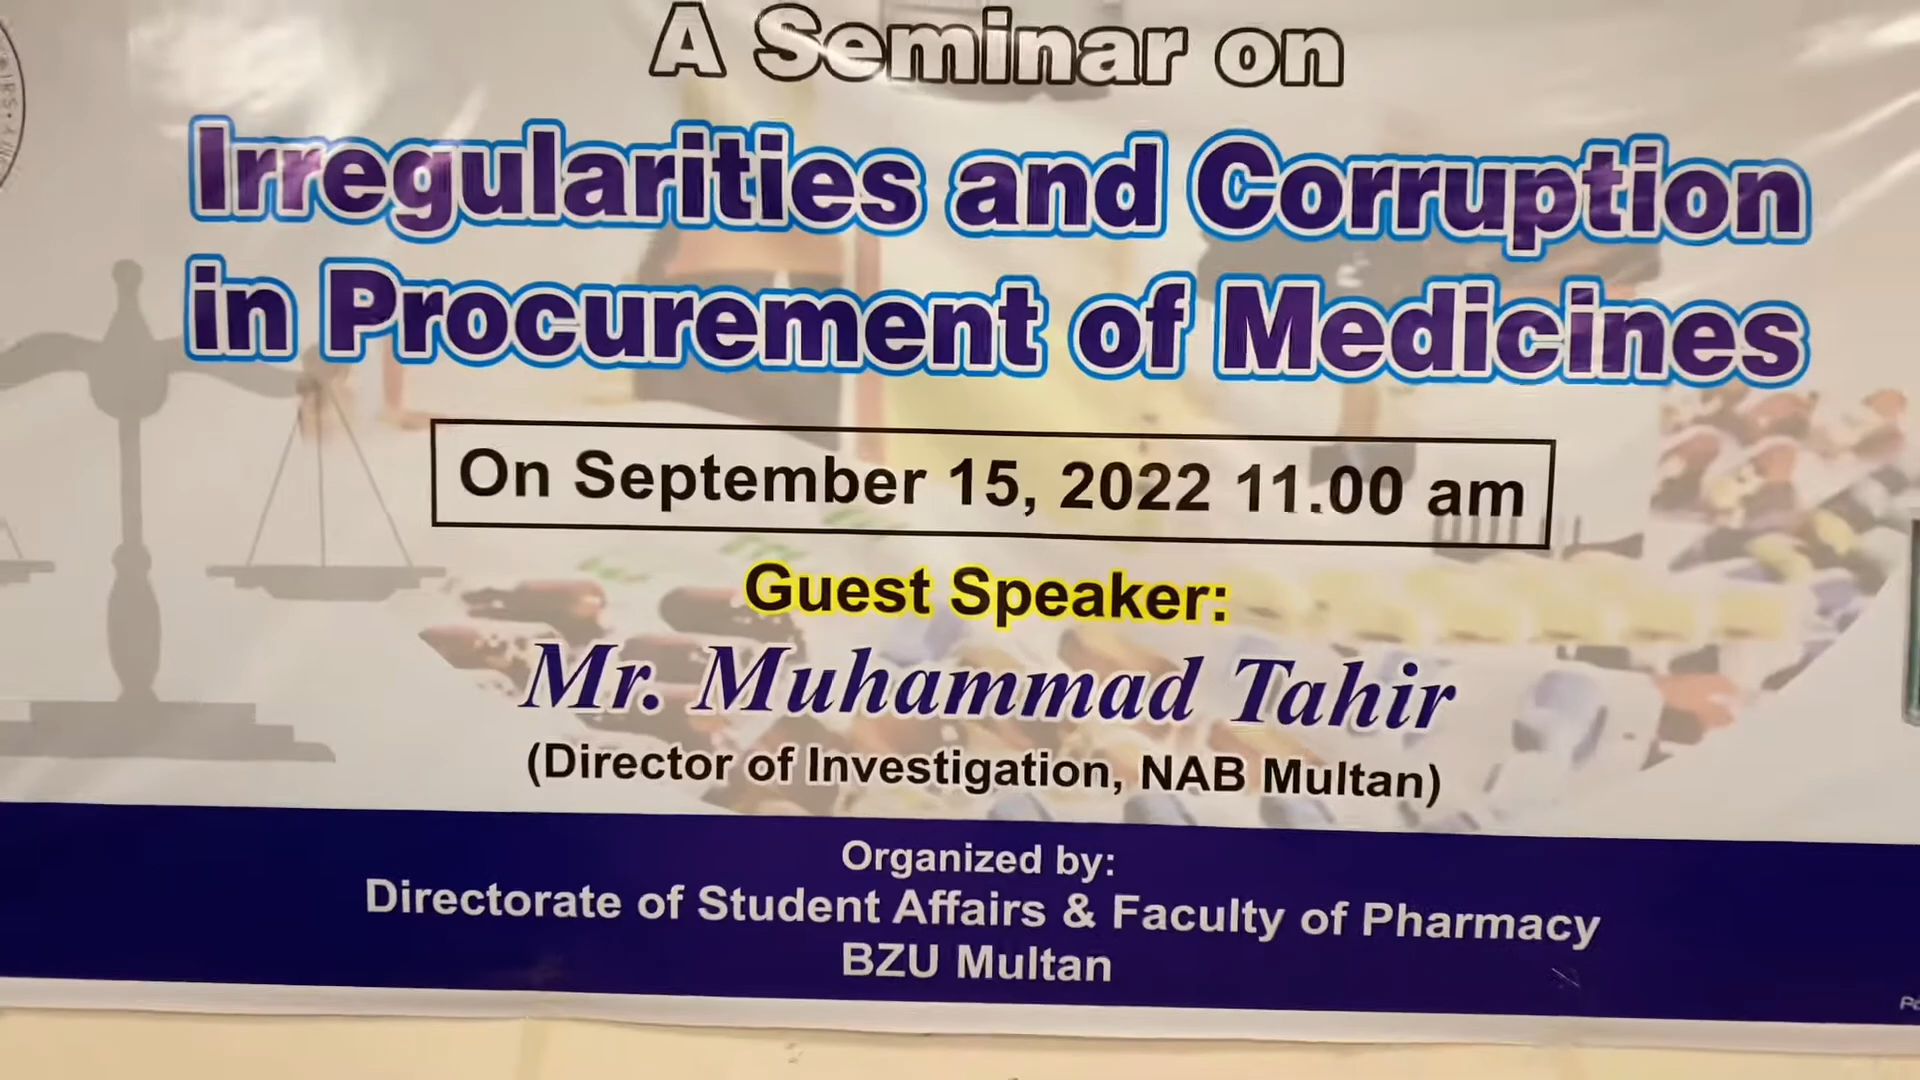 A Seminar on
Irregularities and Corruption
in Procurement of Medicines
On September 15, 2022 11.00 am
Guest Speaker:
Mr. Muhammad Tahir
(Director of Investigation, NAB Multan)
Organized by:
Directorate of Student Affairs & Faculty of Pharmacy
BZU Multan